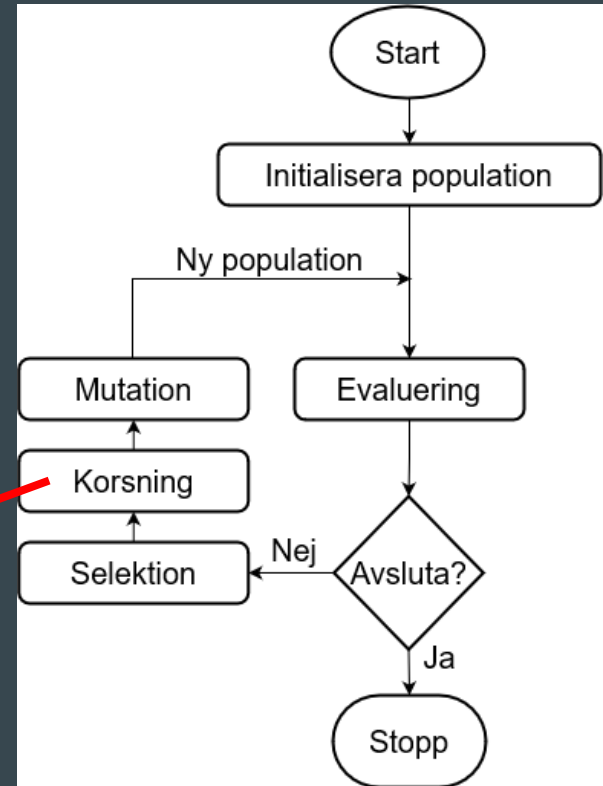 Start
Initialisera population
Ny population
Mutation
Evaluering
Korsning
Selektion
Nej
Avsluta?
Ja
Stopp